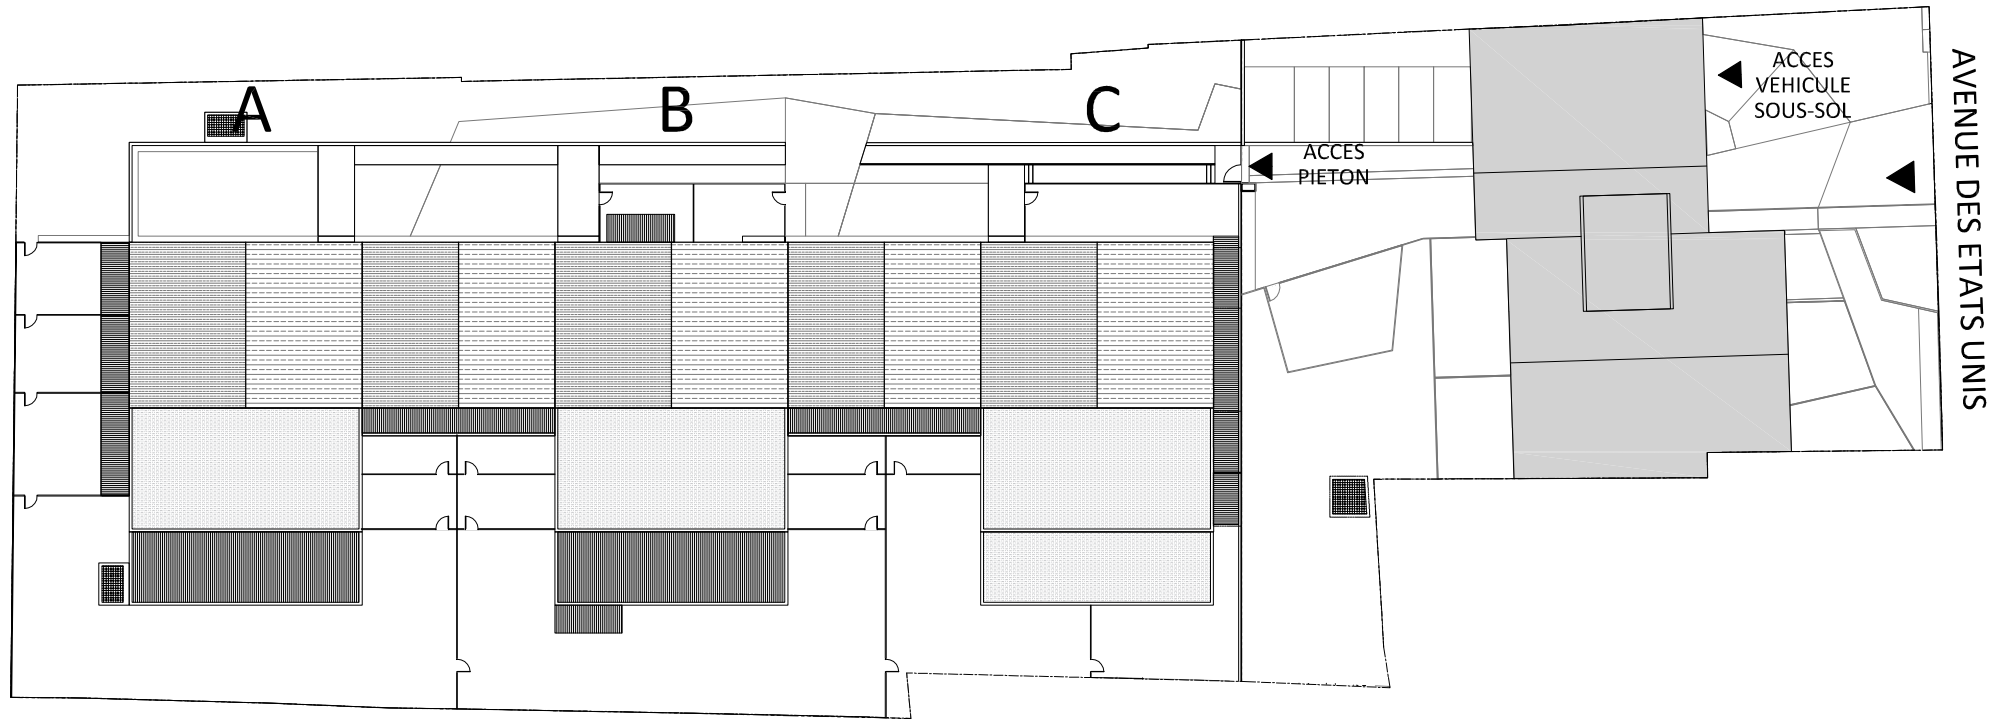 A
B
C
ACCES
PIETON
ACCES
VEHICULE
SOUS-SOL
AVENUE DES ETATS UNIS